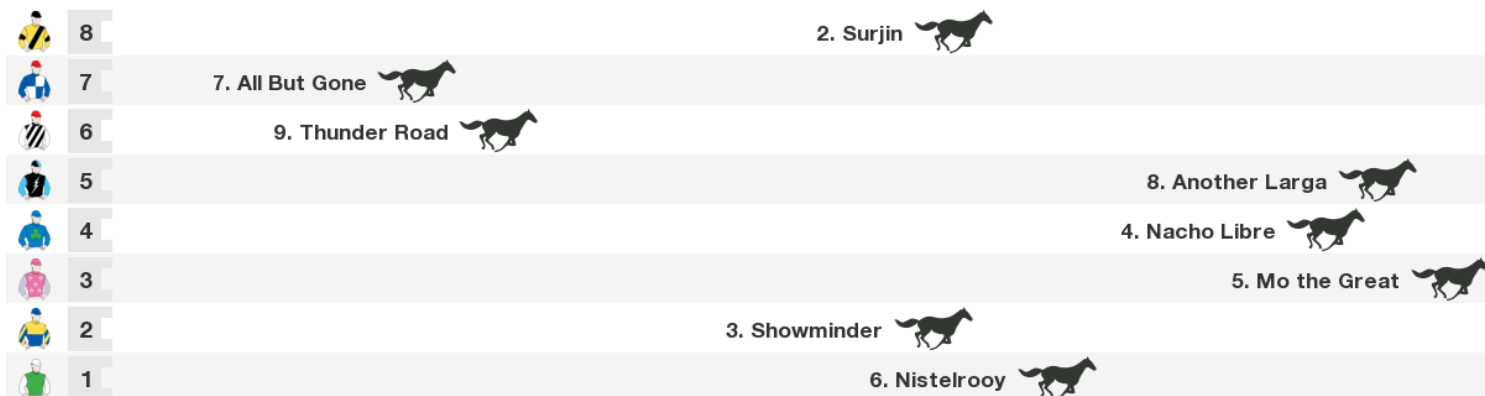 8 2. Surjin
7 7. All But Gone
6 9. Thunder Road
5 8. Another Larga
4 4. Nacho Libre
3 5. Mo the Great
2 3. Showminder
1 6. Nistelrooy